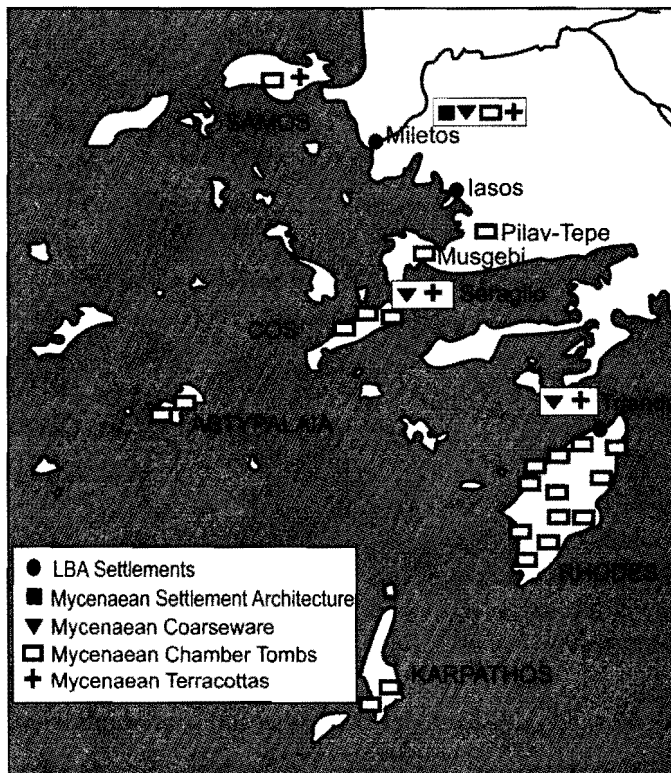 SAMOS
Miletos
Iasos
Pilav-Tepe
Musgebi
Seraglio
COS
ASTYPALAIA
RHODES
LBA Settlements
Mycenaean Settlement Architecture
Mycenaean Coarseware
Mycenaean Chamber Tombs
Mycenaean Terracottas
KARPATHOS